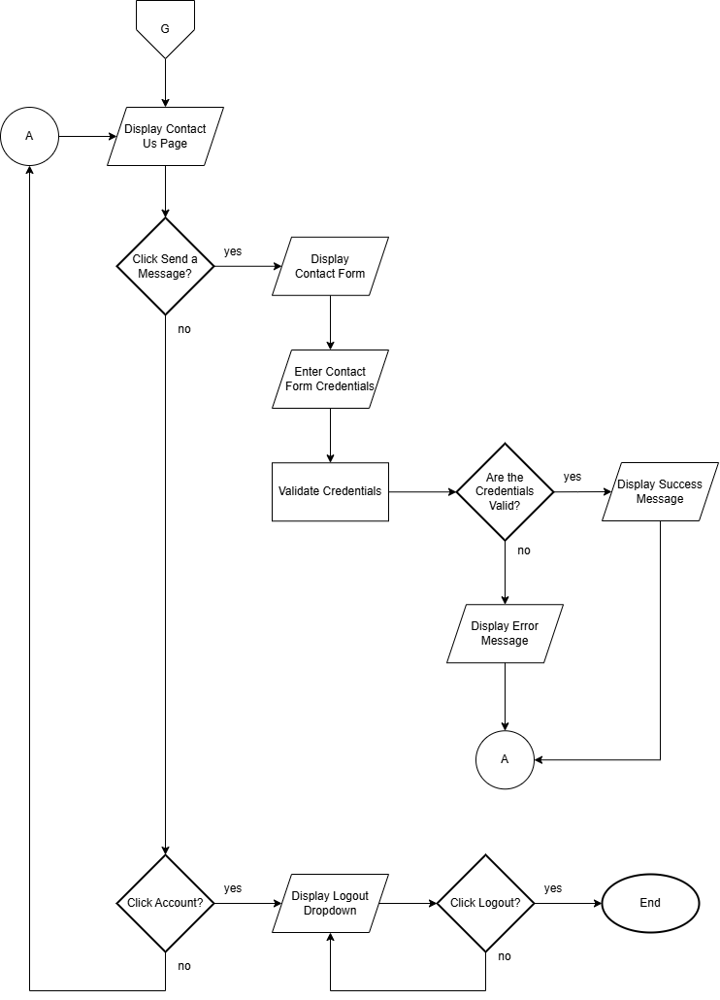 G
A
Display Contact
Us Page
Click Send a
Message?
yes
Display
Contact Form
no
Enter Contact
Form Credentials
Validate Credentials
Are the
Credentials
Valid?
yes
Display Success
Message
no
Display Error
Message
A
Click Account?
yes
Display Logout
Dropdown
Click Logout?
yes
End
no
no